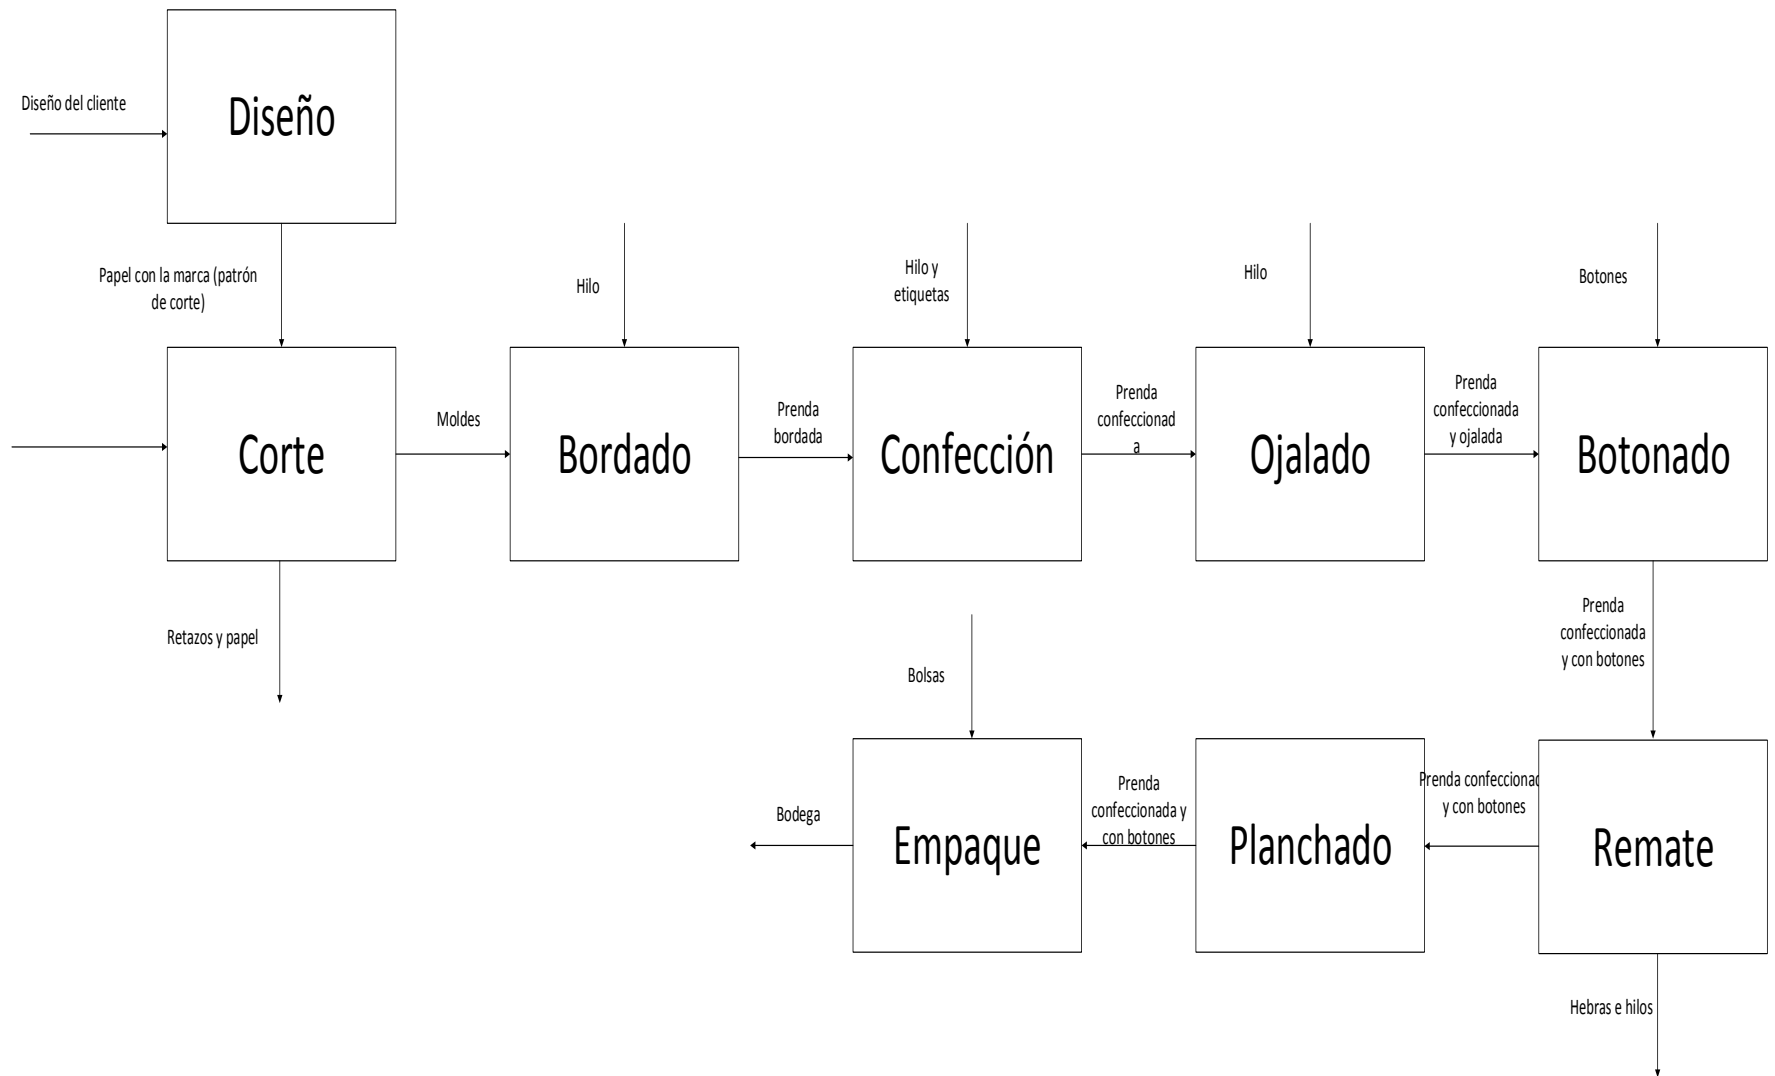 Diseño
Diseño del cliente
Papel con la marca (patrón
de corte)
Hilo
Hilo y
etiquetas
Hilo
Botones
Corte
Moldes
Bordado
Prenda
bordada
Confección
Prenda
confeccionad
a
Ojalado
Prenda
confeccionada
y ojalada
Botonado
Retazos y papel
Prenda
confeccionada
y con botones
Bolsas
Bodega
Empaque
Prenda
confeccionada y
con botones
Planchado
Prenda confeccionad
y con botones
Remate
Hebras e hilos